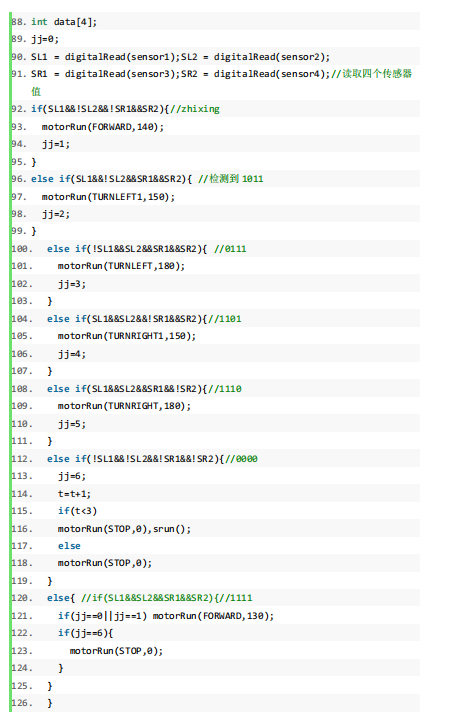 88. int data[4];
89. jj=0;
90. SL1 = digitalRead(sensor1);SL2 = digitalRead(sensor2);
91. SR1 = digitalRead(sensor3);SR2 = digitalRead(sensor4);//读取四个传感器
值
92. if(SL1&&!SL2&&!SR1&&SR2){//zhixing
93.   motorRun(FORWARD,140);
94.   jj=1;
95. }
96. else if(SL1&&!SL2&&SR1&&SR2){ //检测到 1011
97.   motorRun(TURNLEFT1,150);
98.   jj=2;
99. }
100.   else if(!SL1&&SL2&&SR1&&SR2){ //0111
101.     motorRun(TURNLEFT,180);
102.     jj=3;
103.   }
104.   else if(SL1&&SL2&&!SR1&&SR2){//1101
105.     motorRun(TURNRIGHT1,150);
106.     jj=4;
107.   }
108.   else if(SL1&&SL2&&SR1&&!SR2){//1110
109.     motorRun(TURNRIGHT,180);
110.     jj=5;
111.   }
112.   else if(!SL1&&!SL2&&!SR1&&!SR2){//0000
113.     jj=6;
114.     t=t+1;
115.     if(t<3)
116.     motorRun(STOP,0),srun();
117.     else
118.     motorRun(STOP,0);
119.   }
120.   else{ //if(SL1&&SL2&&SR1&&SR2){//1111
121.     if(jj==0||jj==1) motorRun(FORWARD,130);
122.     if(jj==6){
123.       motorRun(STOP,0);
124.     }
125.   }
126.   }